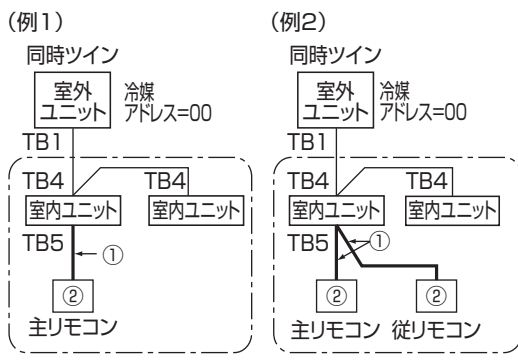 (例1)
同時ツイン
室外
ユニット
冷媒
アドレス=00
TB1
TB4
TB4
室内ユニット
室内ユニット
TB5
①
②
主リモコン
(例2)
同時ツイン
室外
ユニット
冷媒
アドレス=00
TB1
TB4
TB4
室内ユニット
室内ユニット
TB5
①
②
②
主リモコン
従リモコン